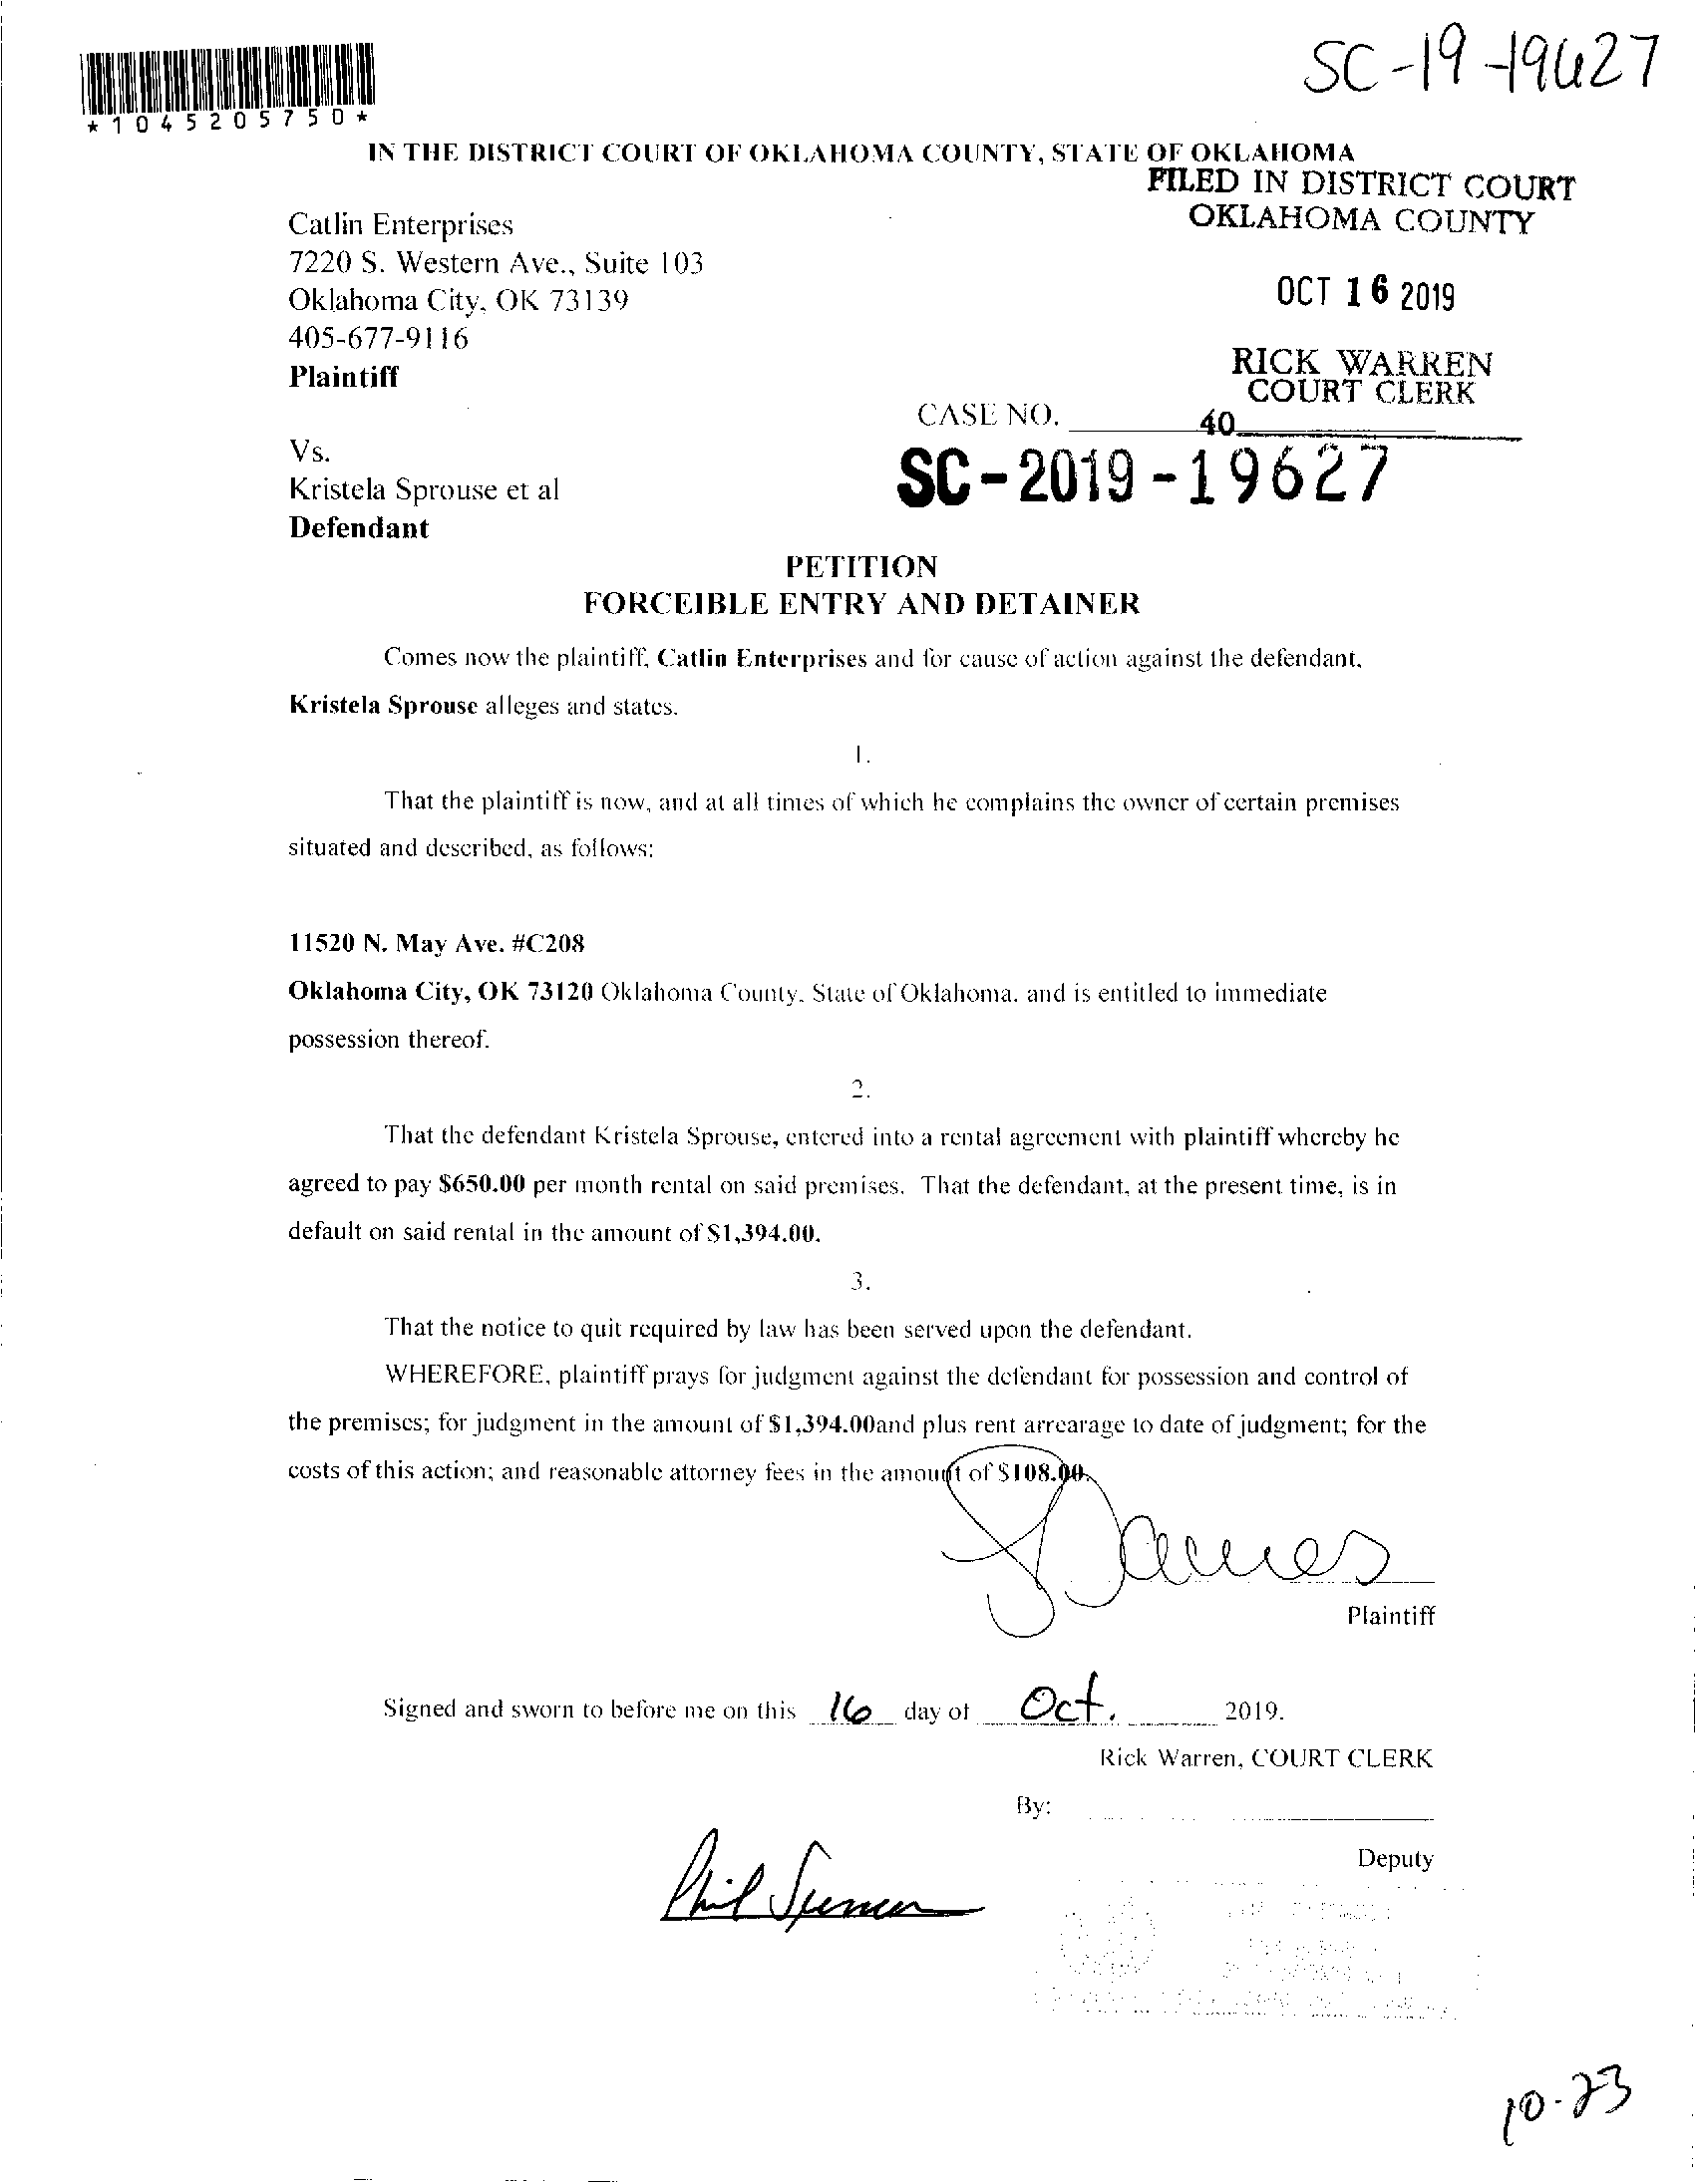 SC-19-19627
*1045205750*
IN THE DISTRICT COURT OF OKLAHOMA COUNTY, STATE OF OKLAHOMA
FILED IN DISTRICT COURT
OKLAHOMA COUNTY
Catlin Enterprises
7220 S. Western Ave., Suite 103
Oklahoma City, OK 73139
OCT 16 2019
405-677-9116
RICK WARREN
COURT CLERK
Plaintiff
CASE NO.
40
Vs.
SC-2019-19627
Kristela Sprouse et al
Defendant
PETITION
FORCEIBLE ENTRY AND DETAINER
Comes now the plaintiff, Catlin Enterprises and for cause of action against the defendant,
Kristela Sprouse alleges and states.
1.
That the plaintiff is now, and at all times of which he complains the owner of certain premises
situated and described, as follows:
11520 N. May Ave. #C208
Oklahoma City, OK 73120 Oklahoma County, State of Oklahoma, and is entitled to immediate
possession thereof.
2.
That the defendant Kristela Sprouse, entered into a rental agreement with plaintiff whereby he
agreed to pay $650.00 per month rental on said premises. That the defendant, at the present time, is in
default on said rental in the amount of $1,394.00.
3.
That the notice to quit required by law has been served upon the defendant.
WHEREFORE, plaintiff prays for judgment against the defendant for possession and control of
the premises; for judgment in the amount of $1,394.00and plus rent arrearage to date of judgment; for the
costs of this action; and reasonable attorney fees in the amount of $108.00.
Plaintiff
Signed and sworn to before me on this 16 day of Oct. 2019.
Rick Warren, COURT CLERK
By:
Deputy
Phil
10-23